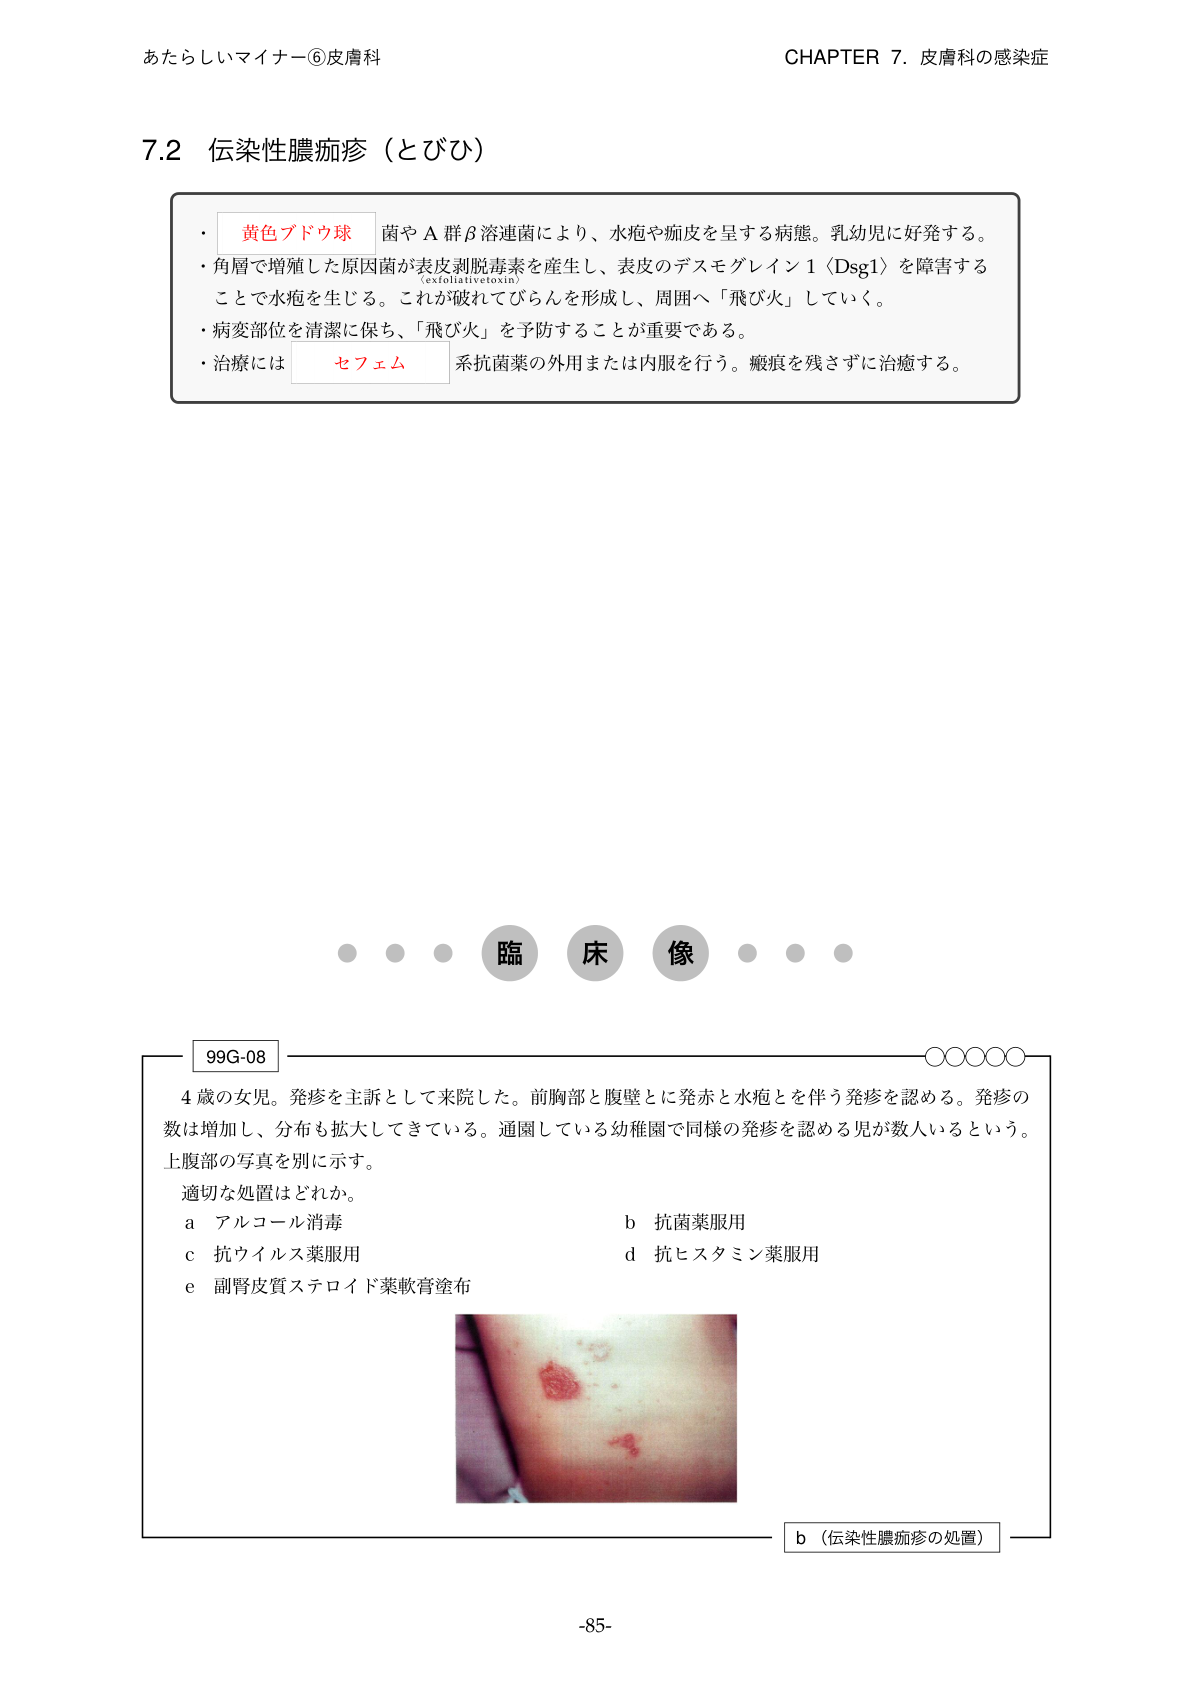 あたらしいマイナー⑥皮膚科
CHAPTER 7. 皮膚科の感染症
7.2 伝染性膿痂疹（とびひ）
・ 黄色ブドウ球 菌や A 群 β 溶連菌により、水疱や痂皮を呈する病態。乳幼児に好発する。
・角層で増殖した原因菌が表皮剥脱毒素を産生し、表皮のデスモグレイン 1〈Dsg1〉を障害する
〈exfoliativetoxin〉
ことで水疱を生じる。これが破れてびらんを形成し、周囲へ「飛び火」していく。
・病変部位を清潔に保ち、「飛び火」を予防することが重要である。
・治療には セフェム 系抗菌薬の外用または内服を行う。瘢痕を残さずに治癒する。
臨床像
99G-08
4 歳の女児。発疹を主訴として来院した。前胸部と腹壁とに発赤と水疱とを伴う発疹を認める。発疹の
数は増加し、分布も拡大してきている。通園している幼稚園で同様の発疹を認める児が数人いるという。
上腹部の写真を別に示す。
適切な処置はどれか。
a アルコール消毒
b 抗菌薬服用
c 抗ウイルス薬服用
d 抗ヒスタミン薬服用
e 副腎皮質ステロイド薬軟膏塗布
b （伝染性膿痂疹の処置）
-85-